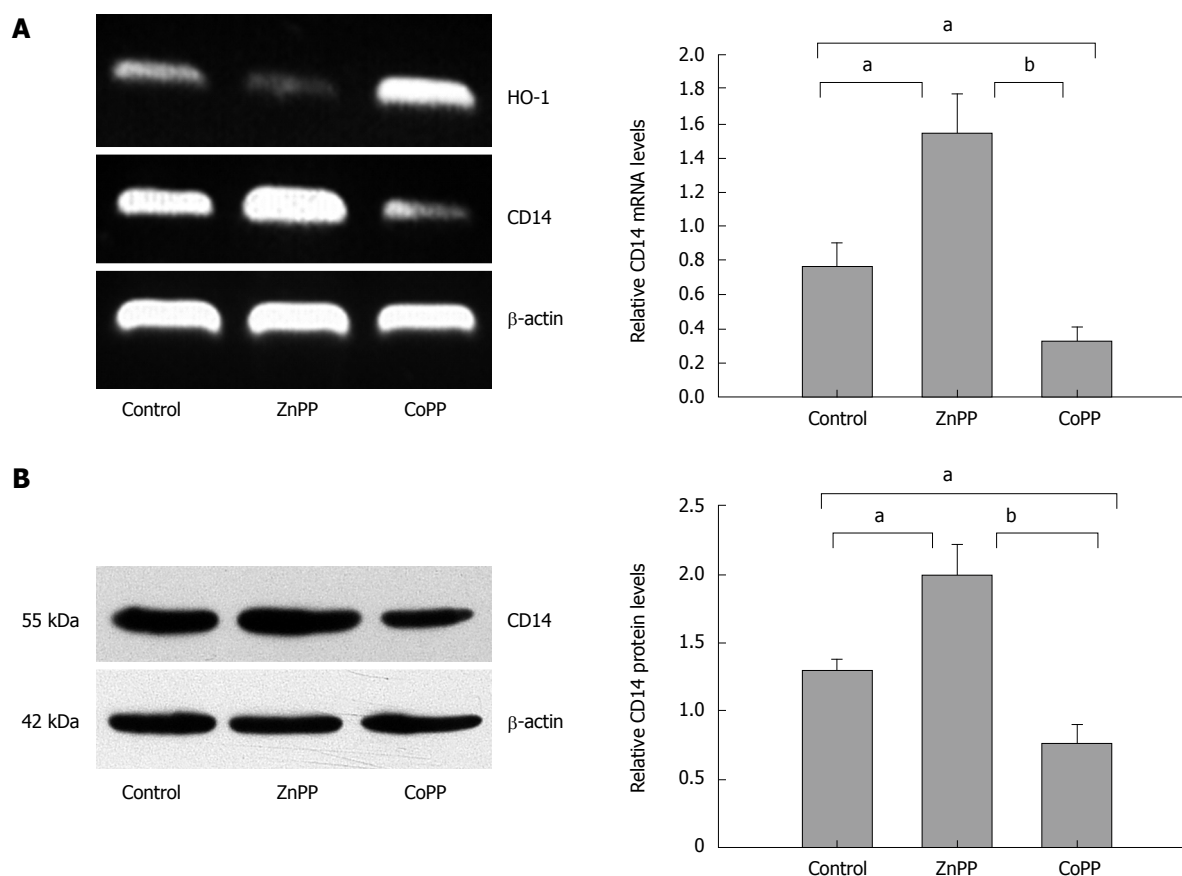 A
HO-1
CD14
β-actin
Control ZnPP CoPP
a
a b
Relative CD14 mRNA levels
2.0
1.8
1.6
1.4
1.2
1.0
0.8
0.6
0.4
0.2
0.0
Control ZnPP CoPP
B
55 kDa CD14
42 kDa β-actin
Control ZnPP CoPP
a
a b
Relative CD14 protein levels
2.5
2.0
1.5
1.0
0.5
0
Control ZnPP CoPP